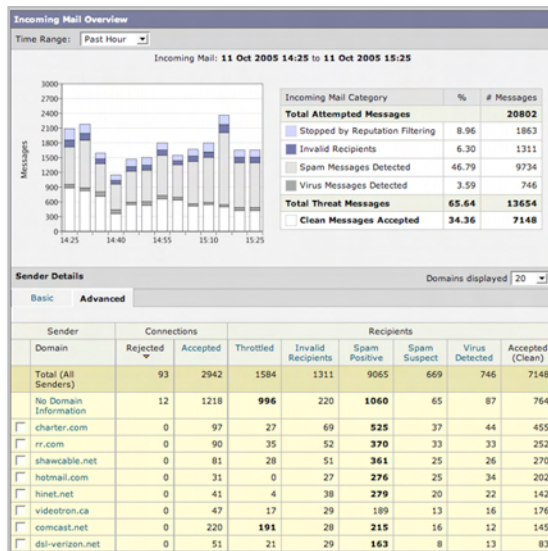 Incoming Mail Overview
Time Range: Past Hour
Incoming Mail: 11 Oct 2005 14:25 to 11 Oct 2005 15:25
3000
2700
2400
2100
1800
1500
1200
900
600
300
0
Messages
14:25 14:40 14:55 15:10 15:25
Incoming Mail Category % # Messages
Total Attempted Messages 20802
Stopped by Reputation Filtering 8.96 1863
Invalid Recipients 6.30 1311
Spam Messages Detected 46.79 9734
Virus Messages Detected 3.59 746
Total Threat Messages 65.64 13654
Clean Messages Accepted 34.36 7148
Sender Details Domains displayed 20
Basic Advanced
Sender Connections Recipients
Domain Rejected Accepted Throttled Invalid Recipients Spam Positive Spam Suspect Virus Detected Accepted (Clean)
Total (All Senders) 93 2942 1584 1311 9065 669 746 7148
No Domain Information 12 1218 996 220 1060 65 87 764
charter.com 0 97 27 69 525 37 44 455
rr.com 0 90 35 52 370 33 33 252
shawcable.net 0 81 28 51 361 25 26 270
hotmail.com 0 31 0 27 276 25 34 202
hinet.net 0 41 4 38 279 20 22 142
videotron.ca 0 47 17 29 189 13 16 176
comcast.net 0 220 191 28 215 16 12 145
dsl-verizon.net 0 51 21 29 163 8 13 83